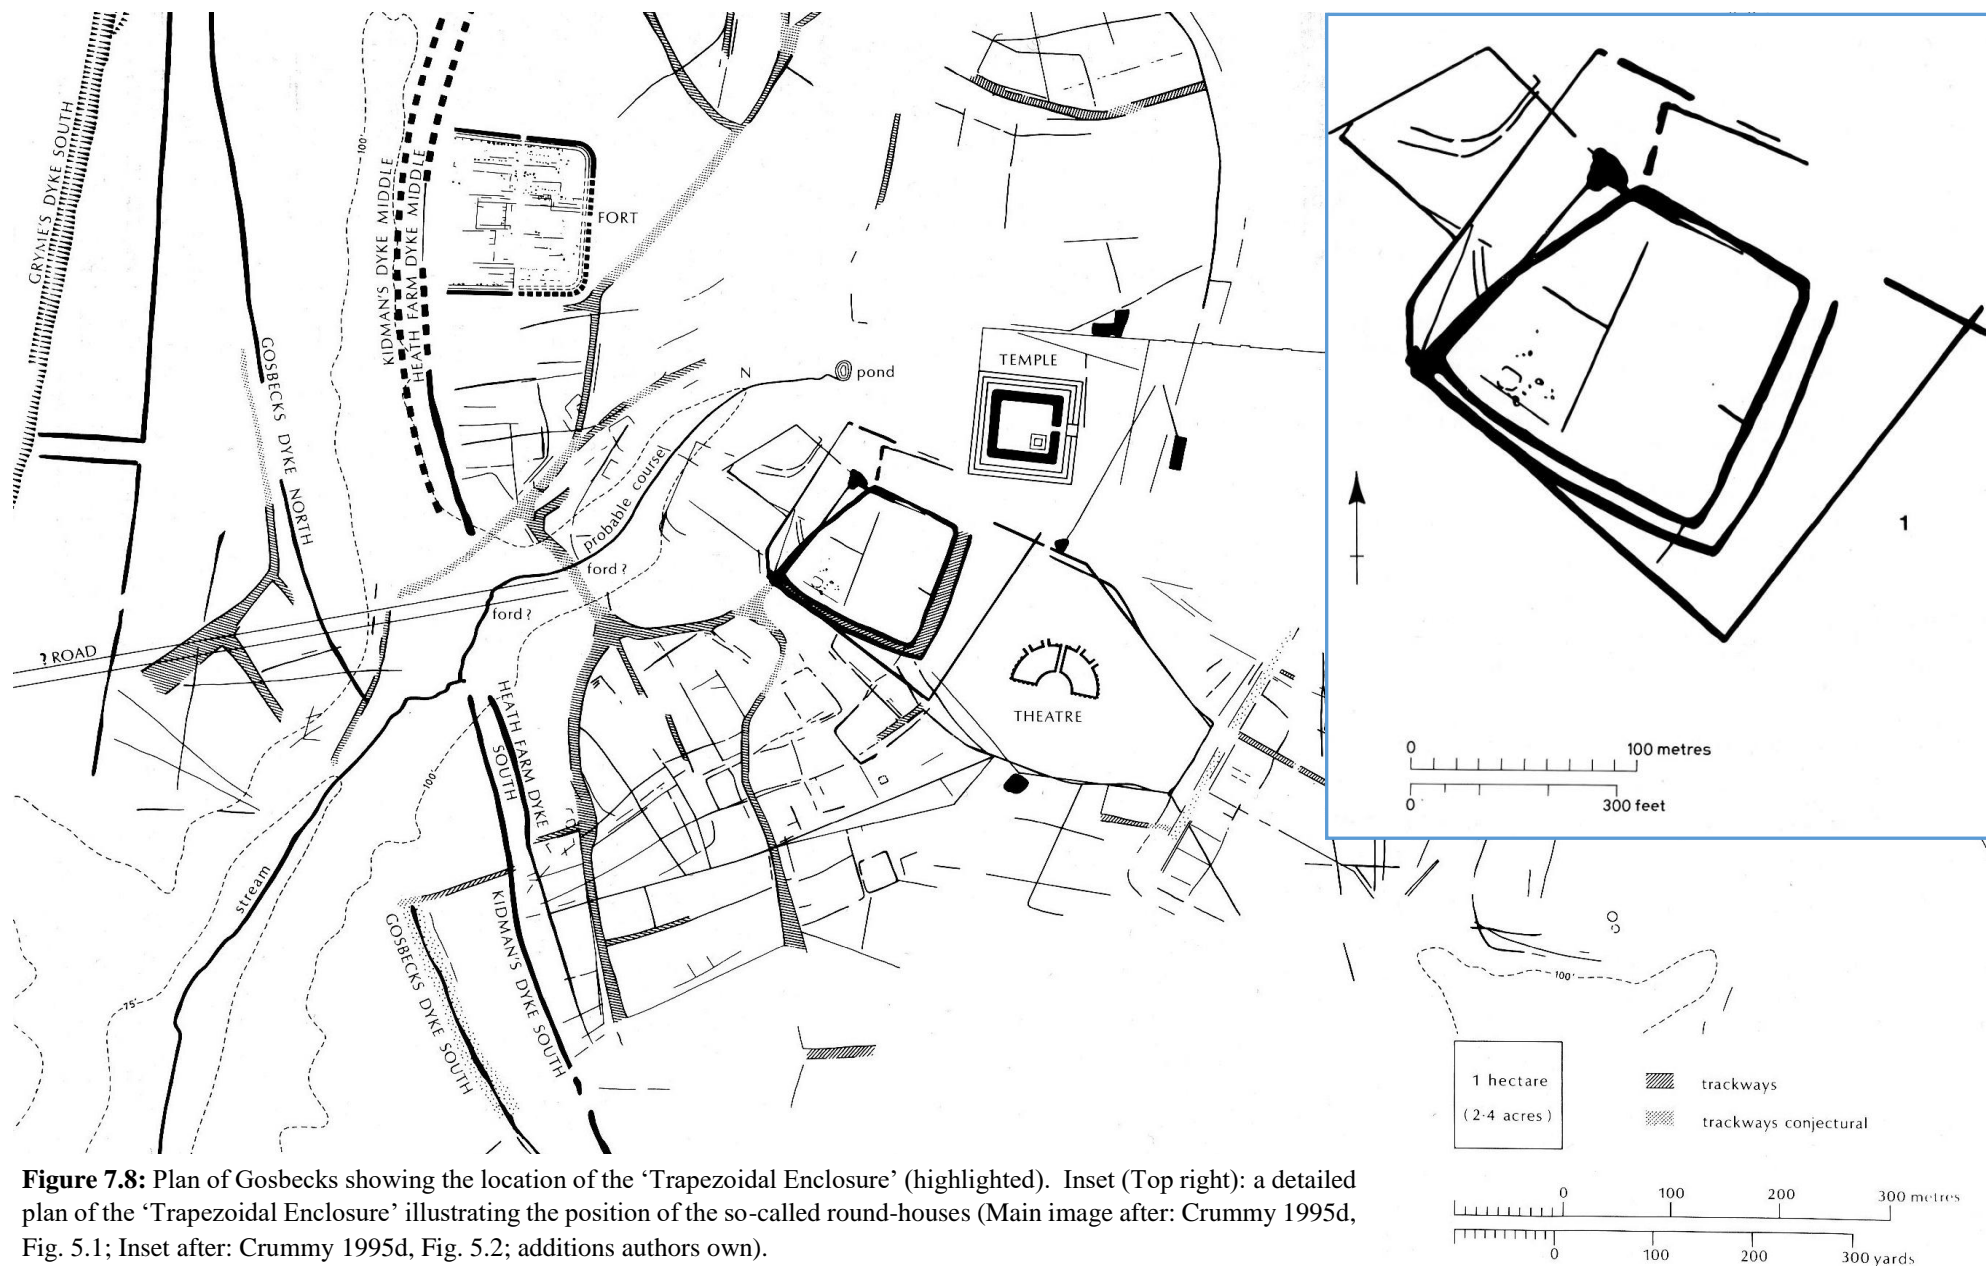 GRYME'S DYKE SOUTH
100'
KIDMAN'S DYKE MIDDLE
HEATH FARM DYKE MIDDLE
FORT
GOSBECKS DYKE NORTH
N
pond
TEMPLE
probable course
ford ?
ford ?
? ROAD
THEATRE
HEATH FARM DYKE
SOUTH
100'
stream
KIDMAN'S DYKE SOUTH
GOSBECKS DYKE SOUTH
75'
1
0 100 metres
0 300 feet
100'
1 hectare
(2·4 acres)
trackways
trackways conjectural
0 100 200 300 metres
0 100 200 300 yards
Figure 7.8: Plan of Gosbecks showing the location of the ‘Trapezoidal Enclosure’ (highlighted). Inset (Top right): a detailed
plan of the ‘Trapezoidal Enclosure’ illustrating the position of the so-called round-houses (Main image after: Crummy 1995d,
Fig. 5.1; Inset after: Crummy 1995d, Fig. 5.2; additions authors own).